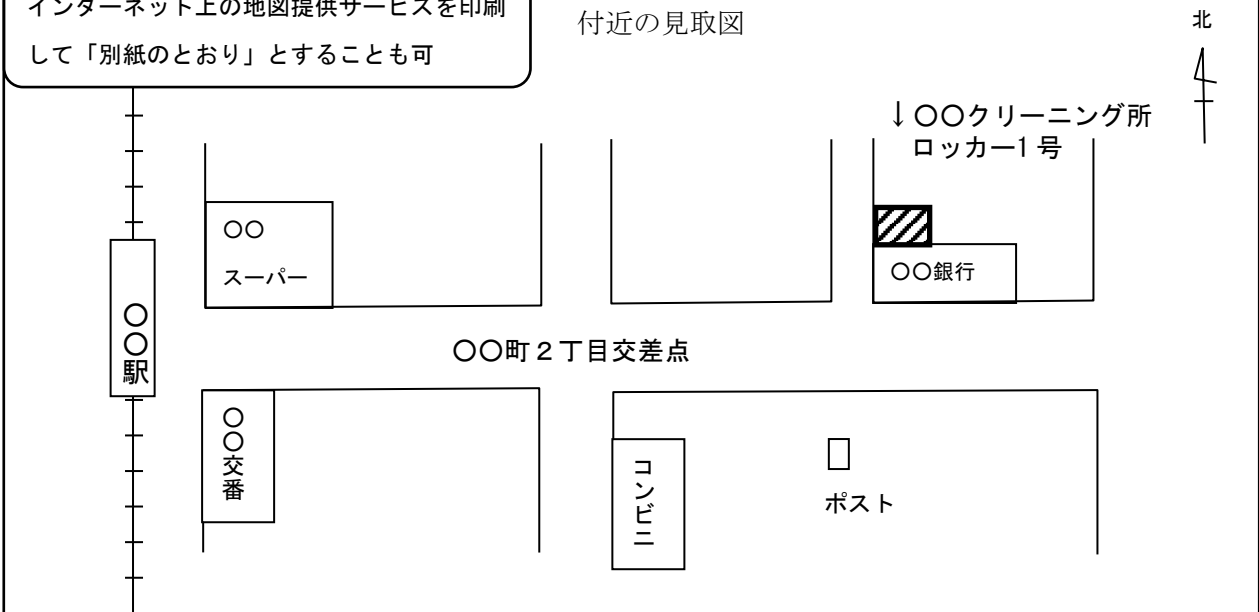 インターネット上の地図提供サービスを印刷
して「別紙のとおり」とすることも可
付近の見取図
北
↓〇〇クリーニング所
ロッカー1号
〇〇
スーパー
〇〇銀行
〇〇駅
〇〇町２丁目交差点
〇〇交番
コンビニ
ポスト